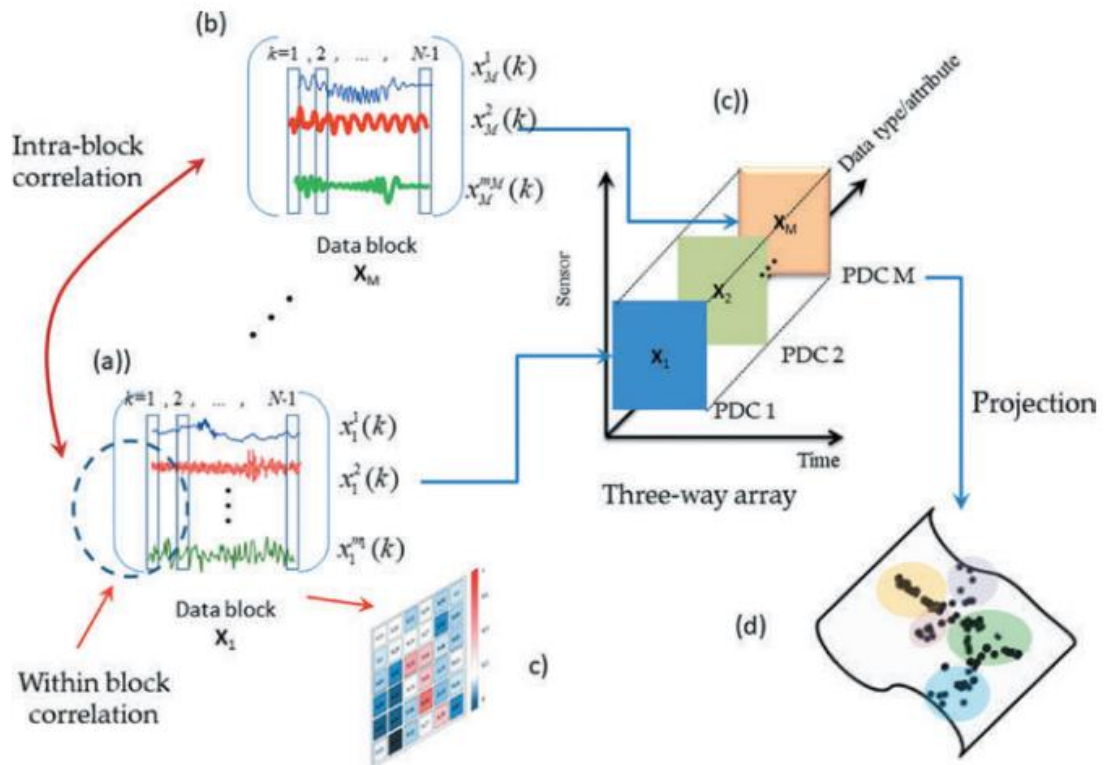 (b)
k=1 , 2 , ... , N-1
x_M^1(k)
x_M^2(k)
x_M^{m_M}(k)
Data block
X_M
Intra-block
correlation
(a))
k=1 , 2 , ... , N-1
x_1^1(k)
x_1^2(k)
x_1^{m_1}(k)
Data block
X_1
Within block
correlation
c)
(c))
Data type/attribute
Sensor
X_M
X_2
X_1
PDC M
PDC 2
PDC 1
Time
Three-way array
Projection
(d)